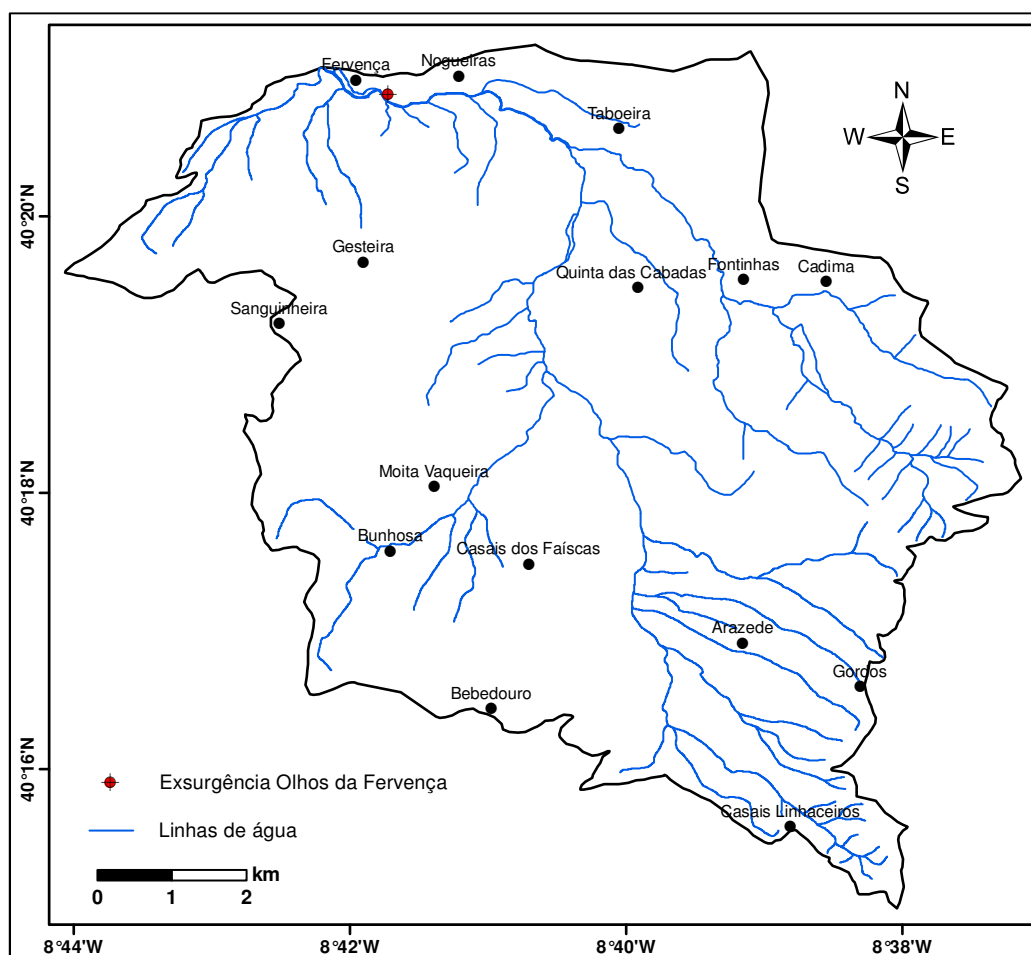 Fervença
Nogueiras
Taboeira
N
W
E
S
40°20'N
Gesteira
Quinta das Cabadas
Fontinhas
Cadima
Sanguinheira
40°18'N
Moita Vaqueira
Bunhosa
Casais dos Faíscas
Arazede
Gordos
Bebedouro
40°16'N
Exsurgência Olhos da Fervença
Casais Linhaceiros
Linhas de água
km
0 1 2
8°44'W 8°42'W 8°40'W 8°38'W